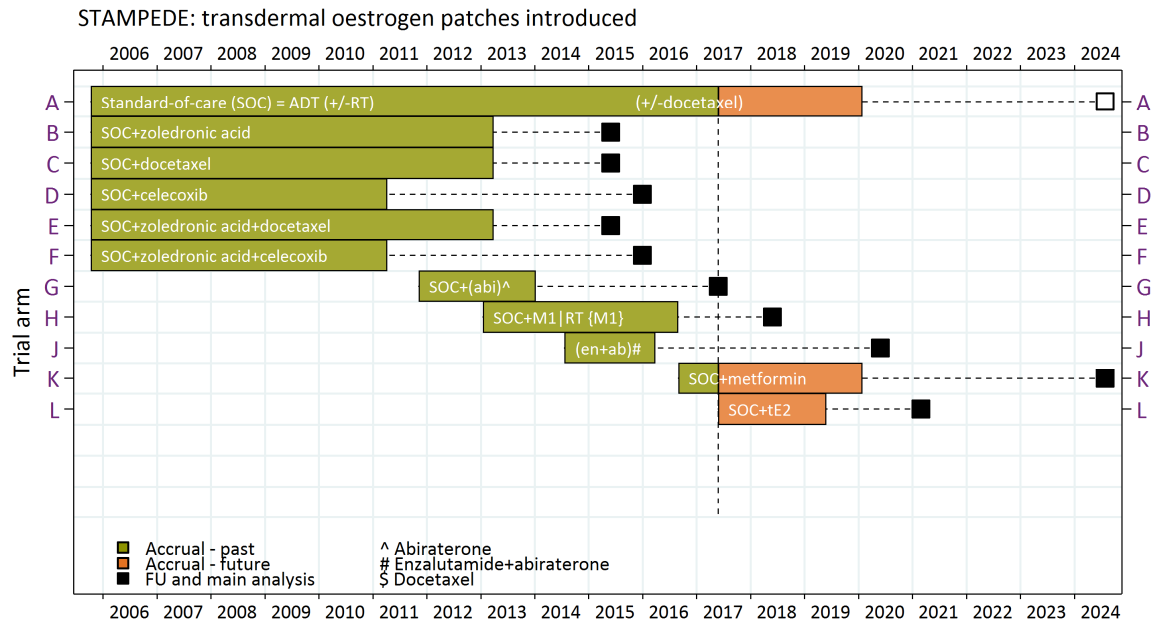 STAMPEDE: transdermal oestrogen patches introduced
2006 2007 2008 2009 2010 2011 2012 2013 2014 2015 2016 2017 2018 2019 2020 2021 2022 2023 2024
A Standard-of-care (SOC) = ADT (+/-RT) (+/-docetaxel) A
B SOC+zoledronic acid B
C SOC+docetaxel C
D SOC+celecoxib D
E SOC+zoledronic acid+docetaxel E
F SOC+zoledronic acid+celecoxib F
G SOC+(abi)^ G
H SOC+M1|RT {M1} H
J (en+ab)# J
K SOC+metformin K
L SOC+tE2 L
Trial arm
Accrual - past ^ Abiraterone
Accrual - future # Enzalutamide+abiraterone
FU and main analysis $ Docetaxel
2006 2007 2008 2009 2010 2011 2012 2013 2014 2015 2016 2017 2018 2019 2020 2021 2022 2023 2024